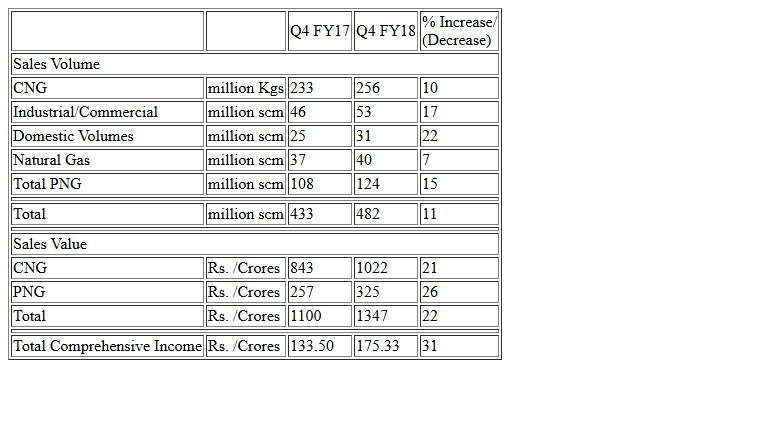 Q4 FY17 Q4 FY18 % Increase/
(Decrease)
Sales Volume
CNG million Kgs 233 256 10
Industrial/Commercial million scm 46 53 17
Domestic Volumes million scm 25 31 22
Natural Gas million scm 37 40 7
Total PNG million scm 108 124 15
Total million scm 433 482 11
Sales Value
CNG Rs. /Crores 843 1022 21
PNG Rs. /Crores 257 325 26
Total Rs. /Crores 1100 1347 22
Total Comprehensive Income Rs. /Crores 133.50 175.33 31